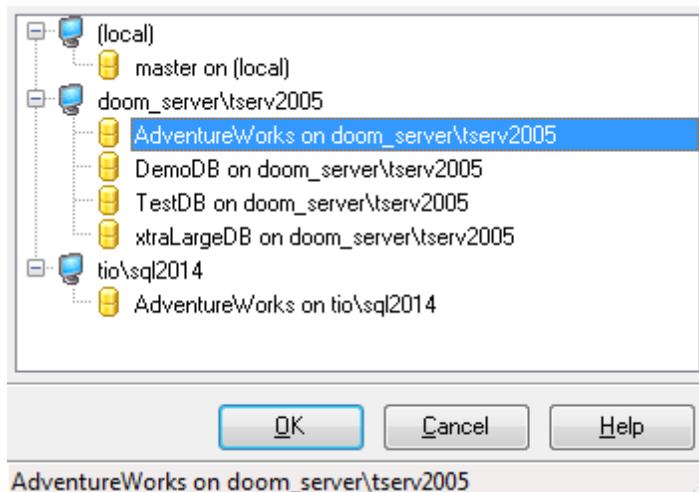 (local)
master on (local)
doom_server\tserv2005
AdventureWorks on doom_server\tserv2005
DemoDB on doom_server\tserv2005
TestDB on doom_server\tserv2005
xtraLargeDB on doom_server\tserv2005
tio\sql2014
AdventureWorks on tio\sql2014
OK Cancel Help
AdventureWorks on doom_server\tserv2005